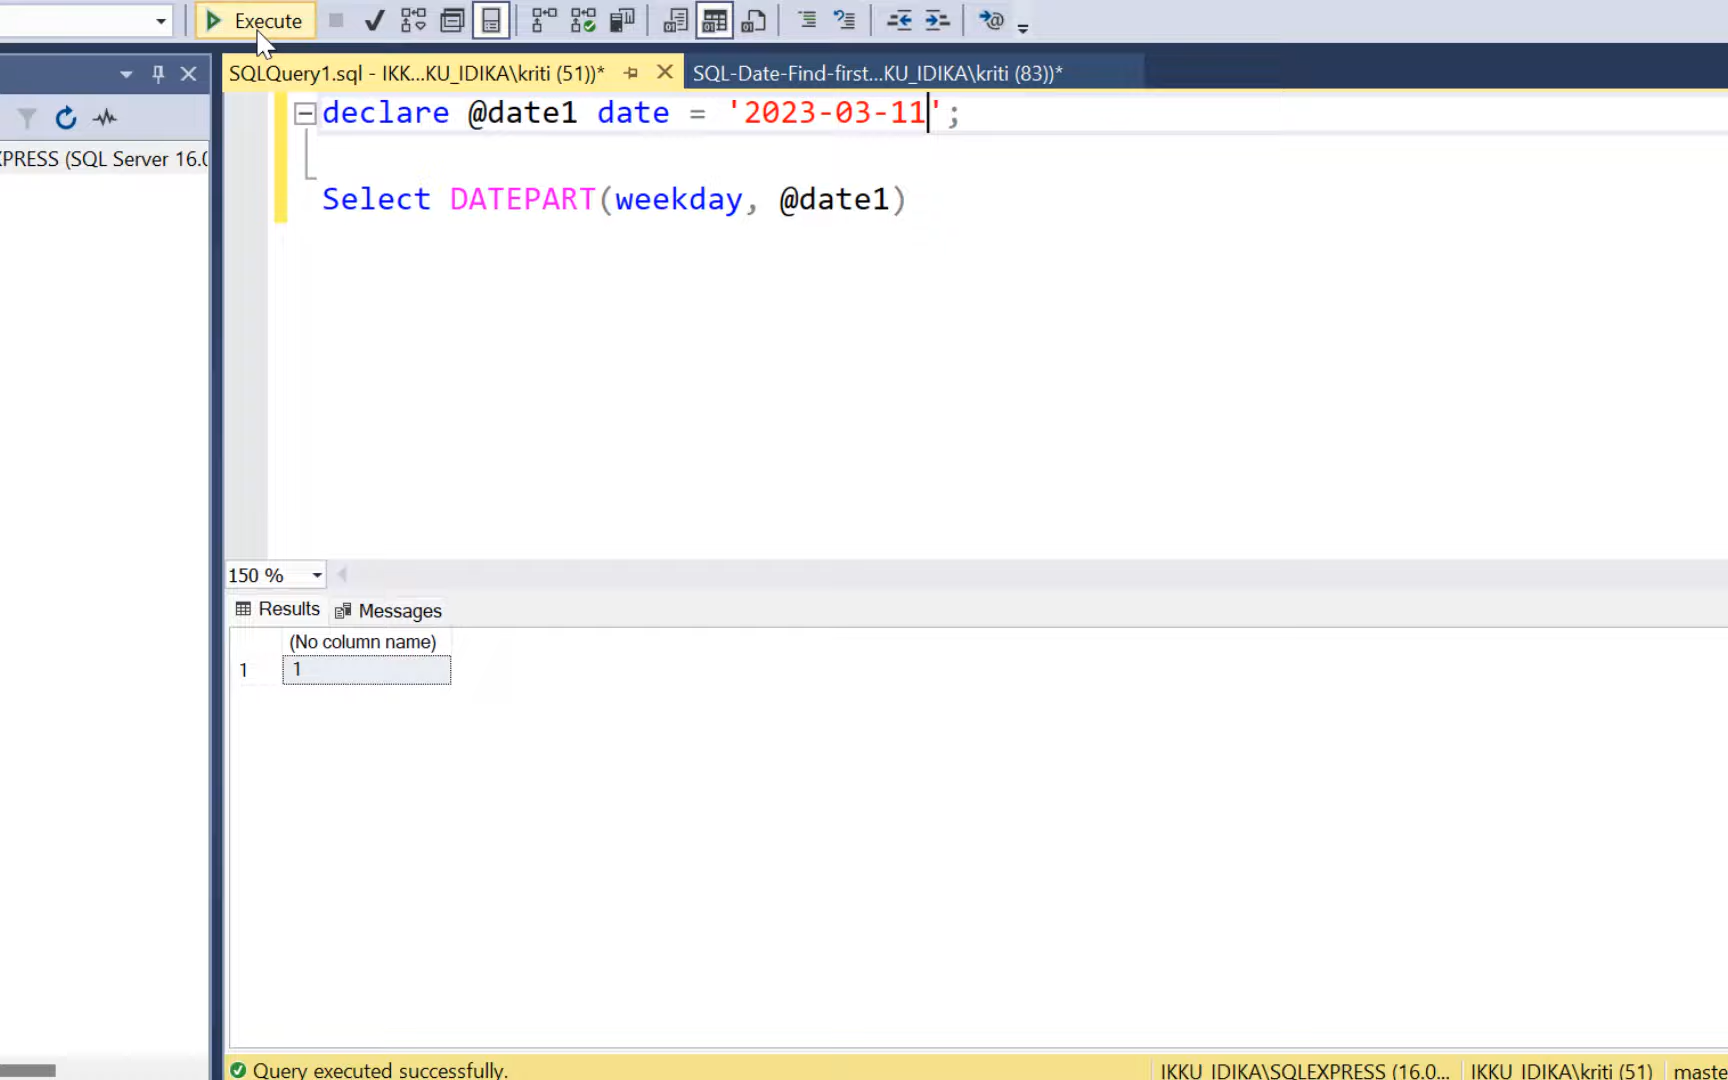 Execute
SQLQuery1.sql - IKK...KU_IDIKA\kriti (51))*
SQL-Date-Find-first...KU_IDIKA\kriti (83))*
declare @date1 date = '2023-03-11';
XPRESS (SQL Server 16.0
Select DATEPART(weekday, @date1)
150 %
Results
Messages
(No column name)
1 1
Query executed successfully.
IKKU_IDIKA\SQLEXPRESS (16.0...
IKKU_IDIKA\kriti (51)
maste